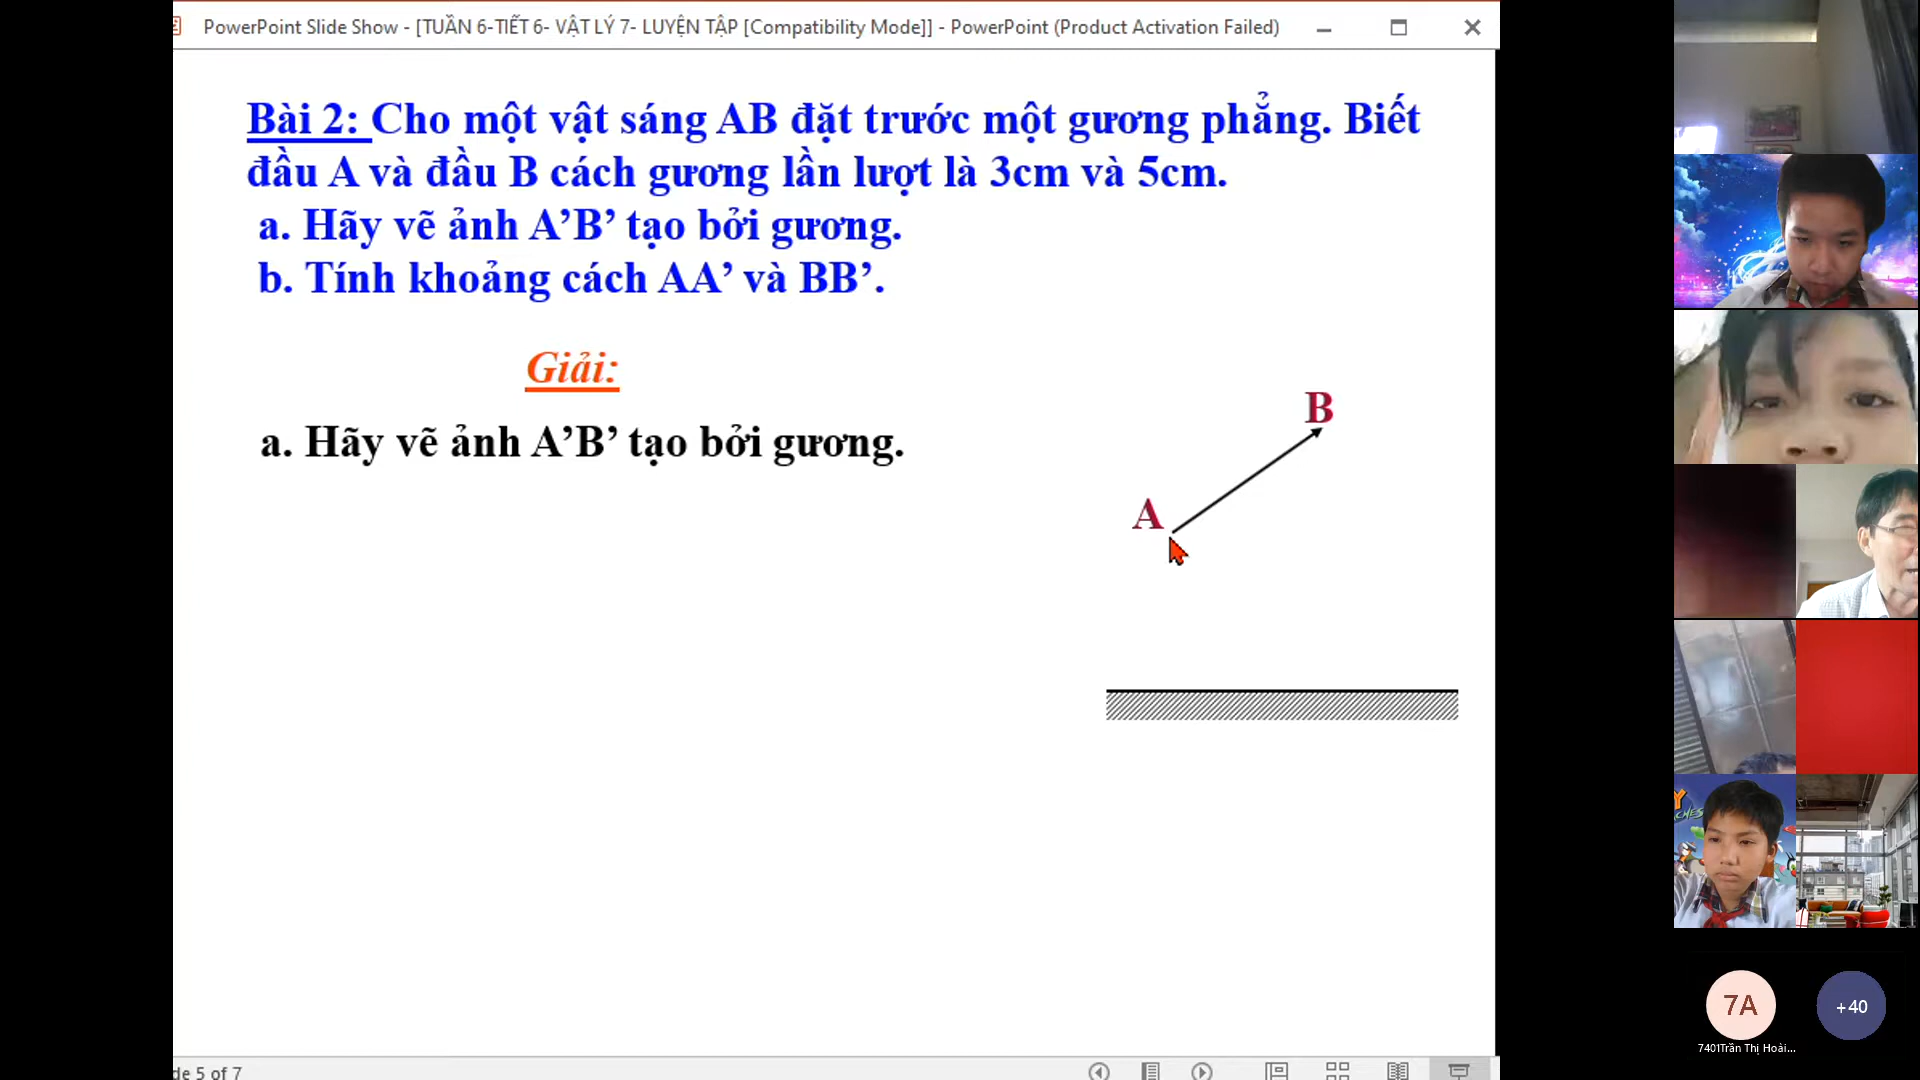 PowerPoint Slide Show - [TUẦN 6-TIẾT 6- VẬT LÝ 7- LUYỆN TẬP [Compatibility Mode]] - PowerPoint (Product Activation Failed)
Bài 2: Cho một vật sáng AB đặt trước một gương phẳng. Biết
đầu A và đầu B cách gương lần lượt là 3cm và 5cm.
a. Hãy vẽ ảnh A’B’ tạo bởi gương.
b. Tính khoảng cách AA’ và BB’.
Giải:
a. Hãy vẽ ảnh A’B’ tạo bởi gương.
B
A
de 5 of 7
7A
+40
7401Trần Thị Hoài...